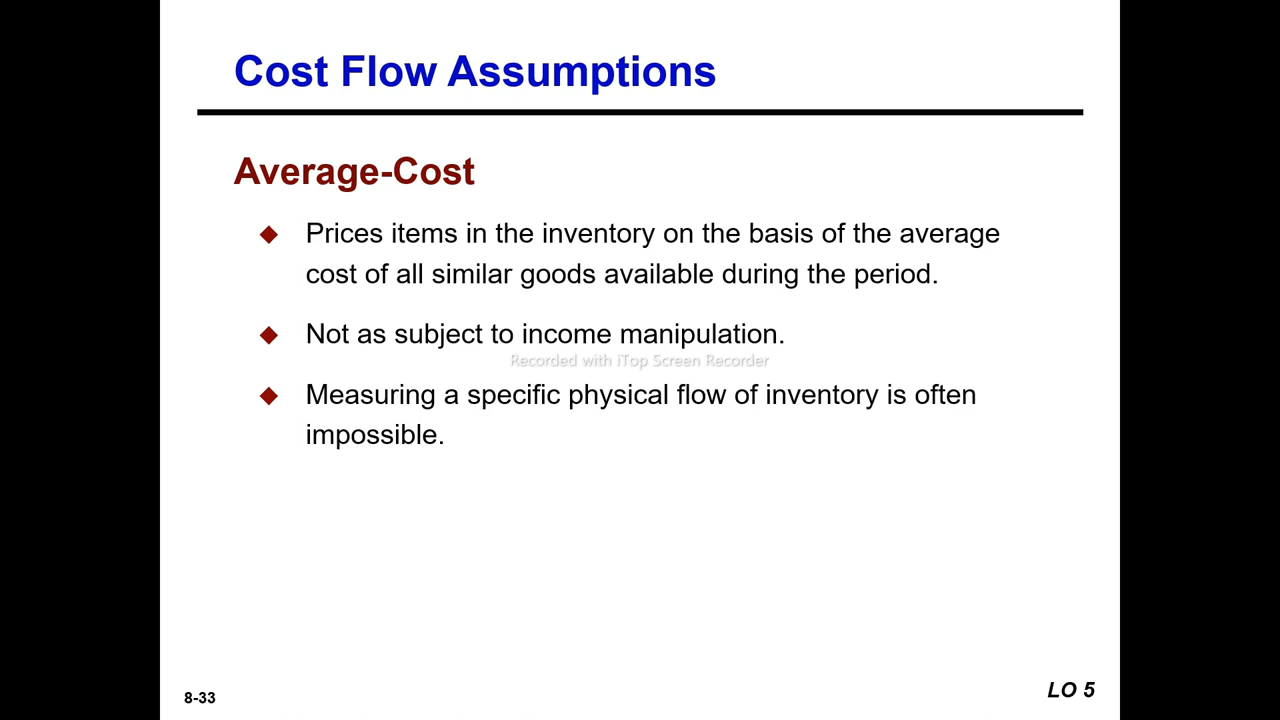 Cost Flow Assumptions
Average-Cost
Prices items in the inventory on the basis of the average
cost of all similar goods available during the period.
Not as subject to income manipulation.
Recorded with iTop Screen Recorder
Measuring a specific physical flow of inventory is often
impossible.
8-33
LO 5